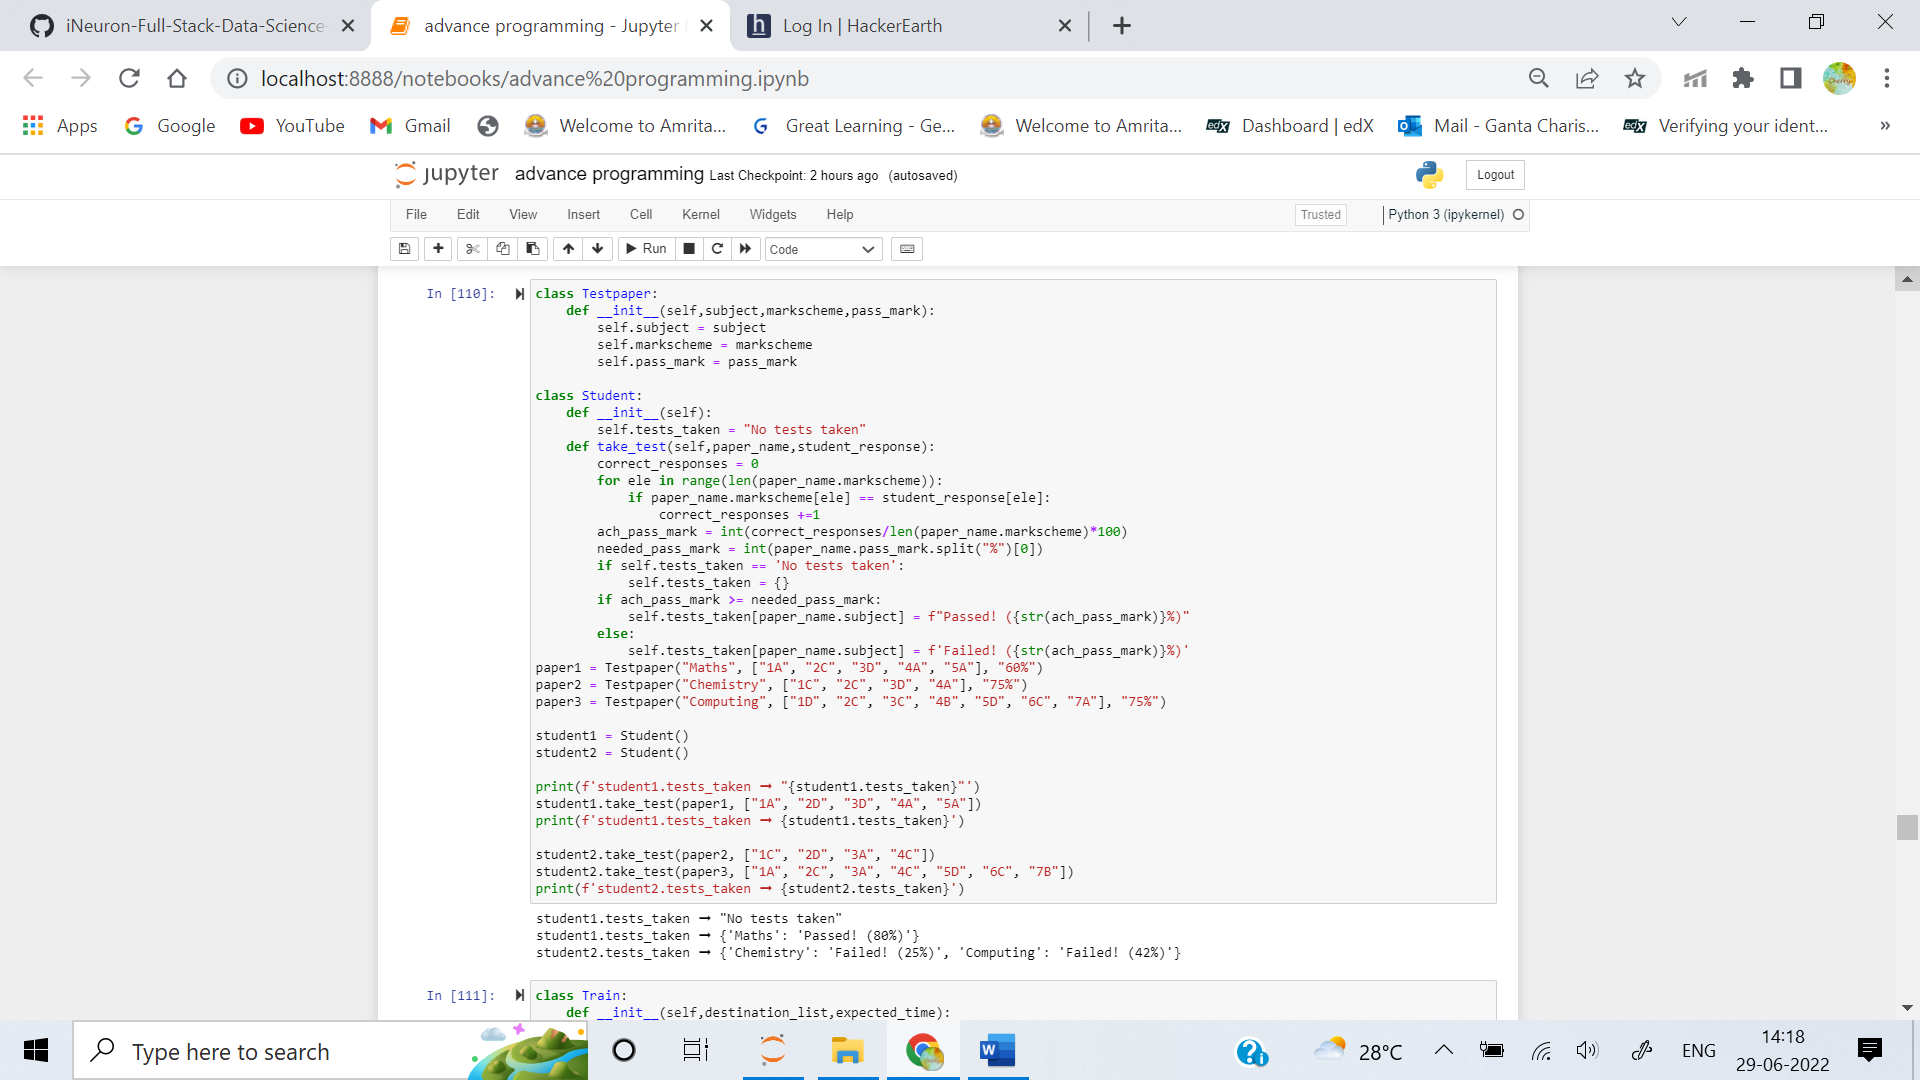 iNeuron-Full-Stack-Data-Science
advance programming - Jupyter
Log In | HackerEarth
localhost:8888/notebooks/advance%20programming.ipynb
Apps
Google
YouTube
Gmail
Welcome to Amrita...
Great Learning - Ge...
Welcome to Amrita...
Dashboard | edX
Mail - Ganta Charis...
Verifying your ident...
»
jupyter advance programming Last Checkpoint: 2 hours ago (autosaved)
Logout
File Edit View Insert Cell Kernel Widgets Help
Trusted
Python 3 (ipykernel)
Run
Code
In [110]:
class Testpaper:
    def __init__(self,subject,markscheme,pass_mark):
        self.subject = subject
        self.markscheme = markscheme
        self.pass_mark = pass_mark
class Student:
    def __init__(self):
        self.tests_taken = "No tests taken"
    def take_test(self,paper_name,student_response):
        correct_responses = 0
        for ele in range(len(paper_name.markscheme)):
            if paper_name.markscheme[ele] == student_response[ele]:
                correct_responses +=1
        ach_pass_mark = int(correct_responses/len(paper_name.markscheme)*100)
        needed_pass_mark = int(paper_name.pass_mark.split("%")[0])
        if self.tests_taken == 'No tests taken':
            self.tests_taken = {}
        if ach_pass_mark >= needed_pass_mark:
            self.tests_taken[paper_name.subject] = f"Passed! ({str(ach_pass_mark)}%)"
        else:
            self.tests_taken[paper_name.subject] = f'Failed! ({str(ach_pass_mark)}%)'
paper1 = Testpaper("Maths", ["1A", "2C", "3D", "4A", "5A"], "60%")
paper2 = Testpaper("Chemistry", ["1C", "2C", "3D", "4A"], "75%")
paper3 = Testpaper("Computing", ["1D", "2C", "3C", "4B", "5D", "6C", "7A"], "75%")
student1 = Student()
student2 = Student()
print(f'student1.tests_taken ➞ "{student1.tests_taken}"')
student1.take_test(paper1, ["1A", "2D", "3D", "4A", "5A"])
print(f'student1.tests_taken ➞ {student1.tests_taken}')
student2.take_test(paper2, ["1C", "2D", "3A", "4C"])
student2.take_test(paper3, ["1A", "2C", "3A", "4C", "5D", "6C", "7B"])
print(f'student2.tests_taken ➞ {student2.tests_taken}')
student1.tests_taken ➞ "No tests taken"
student1.tests_taken ➞ {'Maths': 'Passed! (80%)'}
student2.tests_taken ➞ {'Chemistry': 'Failed! (25%)', 'Computing': 'Failed! (42%)'}
In [111]:
class Train:
    def __init__(self,destination_list,expected_time):
Type here to search
28°C
ENG
14:18
29-06-2022